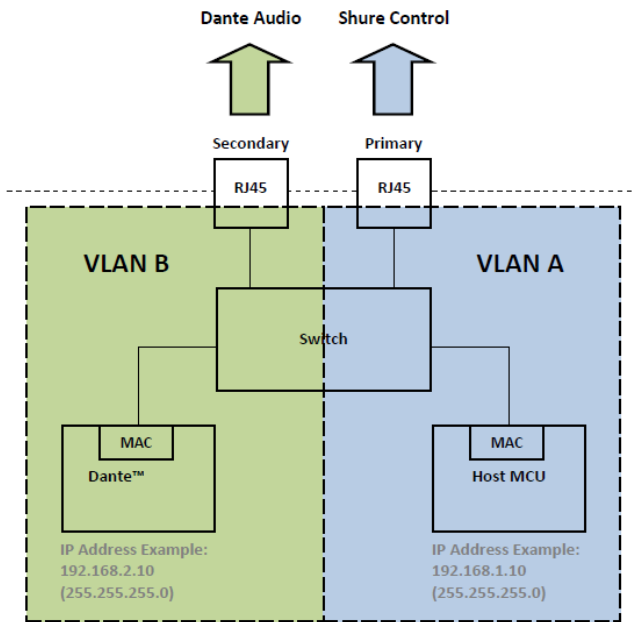 Dante Audio
Shure Control
Secondary
Primary
RJ45
RJ45
VLAN B
VLAN A
Switch
MAC
MAC
Dante™
Host MCU
IP Address Example:
192.168.2.10
(255.255.255.0)
IP Address Example:
192.168.1.10
(255.255.255.0)